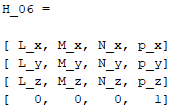 H_06 =
[ L_x, M_x, N_x, p_x]
[ L_y, M_y, N_y, p_y]
[ L_z, M_z, N_z, p_z]
[   0,   0,   0,   1]